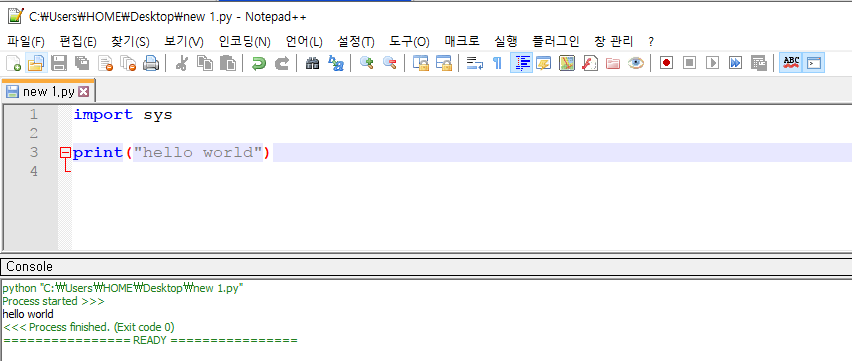 C:₩Users₩HOME₩Desktop₩new 1.py - Notepad++
파일(F) 편집(E) 찾기(S) 보기(V) 인코딩(N) 언어(L) 설정(T) 도구(O) 매크로 실행 플러그인 창 관리 ?
ABC
new 1.py
1 import sys
2
3 print("hello world")
4
Console
python "C:₩Users₩HOME₩Desktop₩new 1.py"
Process started >>>
hello world
<<< Process finished. (Exit code 0)
================ READY ================